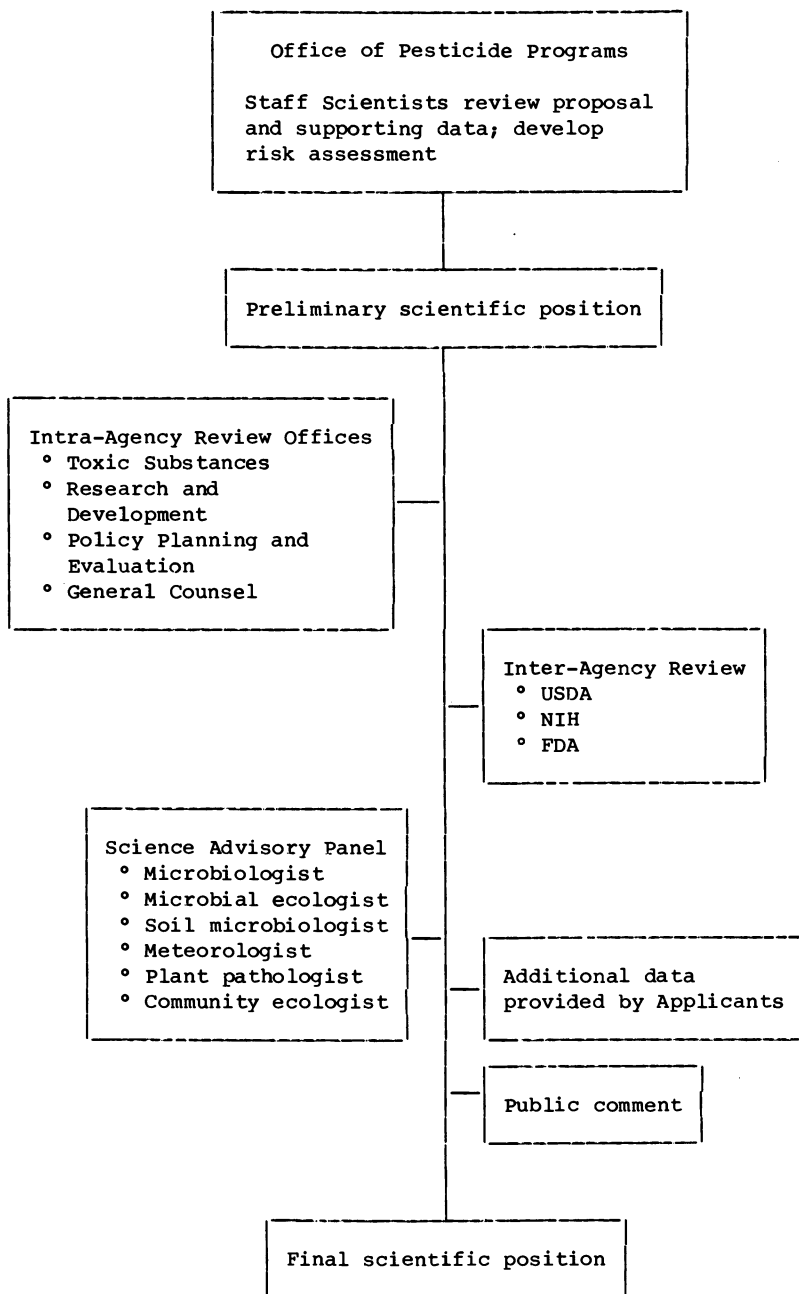 Office of Pesticide Programs
Staff Scientists review proposal
and supporting data; develop
risk assessment
Preliminary scientific position
Intra-Agency Review Offices
° Toxic Substances
° Research and
Development
° Policy Planning and
Evaluation
° General Counsel
Inter-Agency Review
° USDA
° NIH
° FDA
Science Advisory Panel
° Microbiologist
° Microbial ecologist
° Soil microbiologist
° Meteorologist
° Plant pathologist
° Community ecologist
Additional data
provided by Applicants
Public comment
Final scientific position